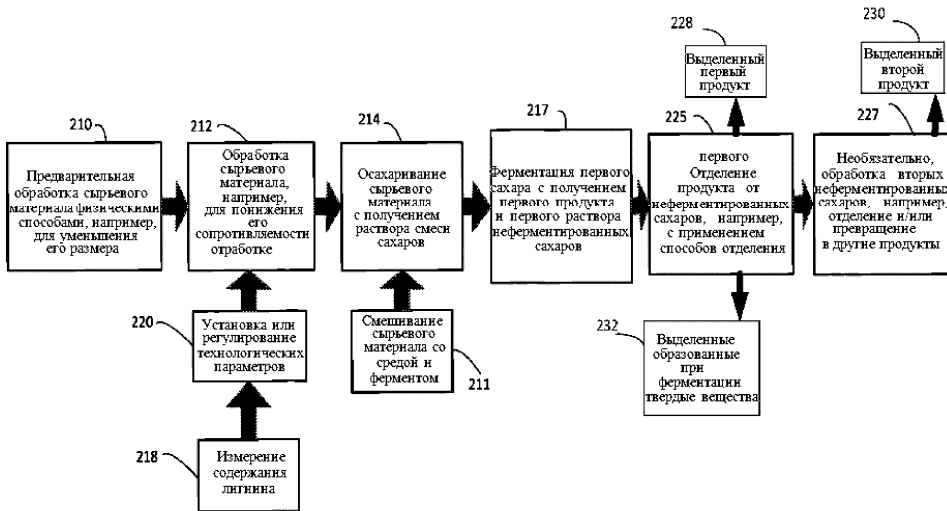 228
230
Выделенный
первый
продукт
Выделенный
второй
продукт
210
212
214
217
225
227
Предварительная
обработка сырьевого
материала физическими
способами, например,
для уменьшения
его размера
Обработка
сырьевого
материала,
например,
для понижения
его
сопротивляемости
отработке
Осахаривание
сырьевого
материала
с получением
раствора смеси
сахаров
Ферментация первого
сахара с получением
первого продукта
и первого раствора
неферментированных
сахаров
первого
Отделение
продукта от
неферментированных
сахаров, например,
с применением
способов отделения
Необязательно,
обработка вторых
неферментированных
сахаров, например,
отделение и/или
превращение
в другие продукты
220
Установка или
регулирование
технологических
параметров
Смешивание
сырьевого
материала со
средой и
ферментом
211
232
Выделенные
образованные
при
ферментации
твердые вещества
218
Измерение
содержания
лигнина